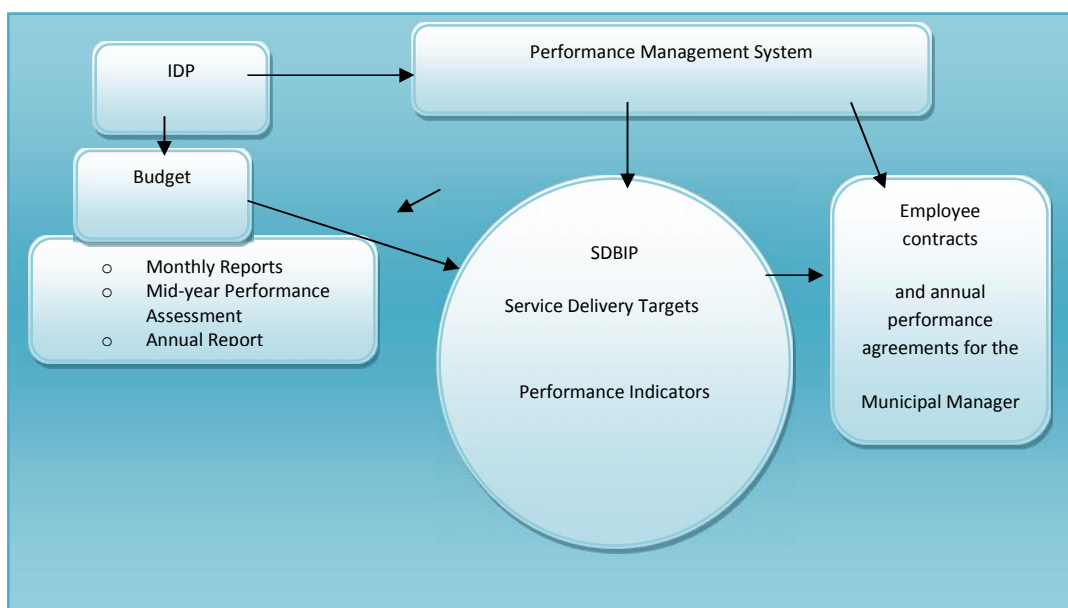 IDP
Performance Management System
Budget
o Monthly Reports
o Mid-year Performance
Assessment
o Annual Report
SDBIP
Service Delivery Targets
Performance Indicators
Employee
contracts
and annual
performance
agreements for the
Municipal Manager